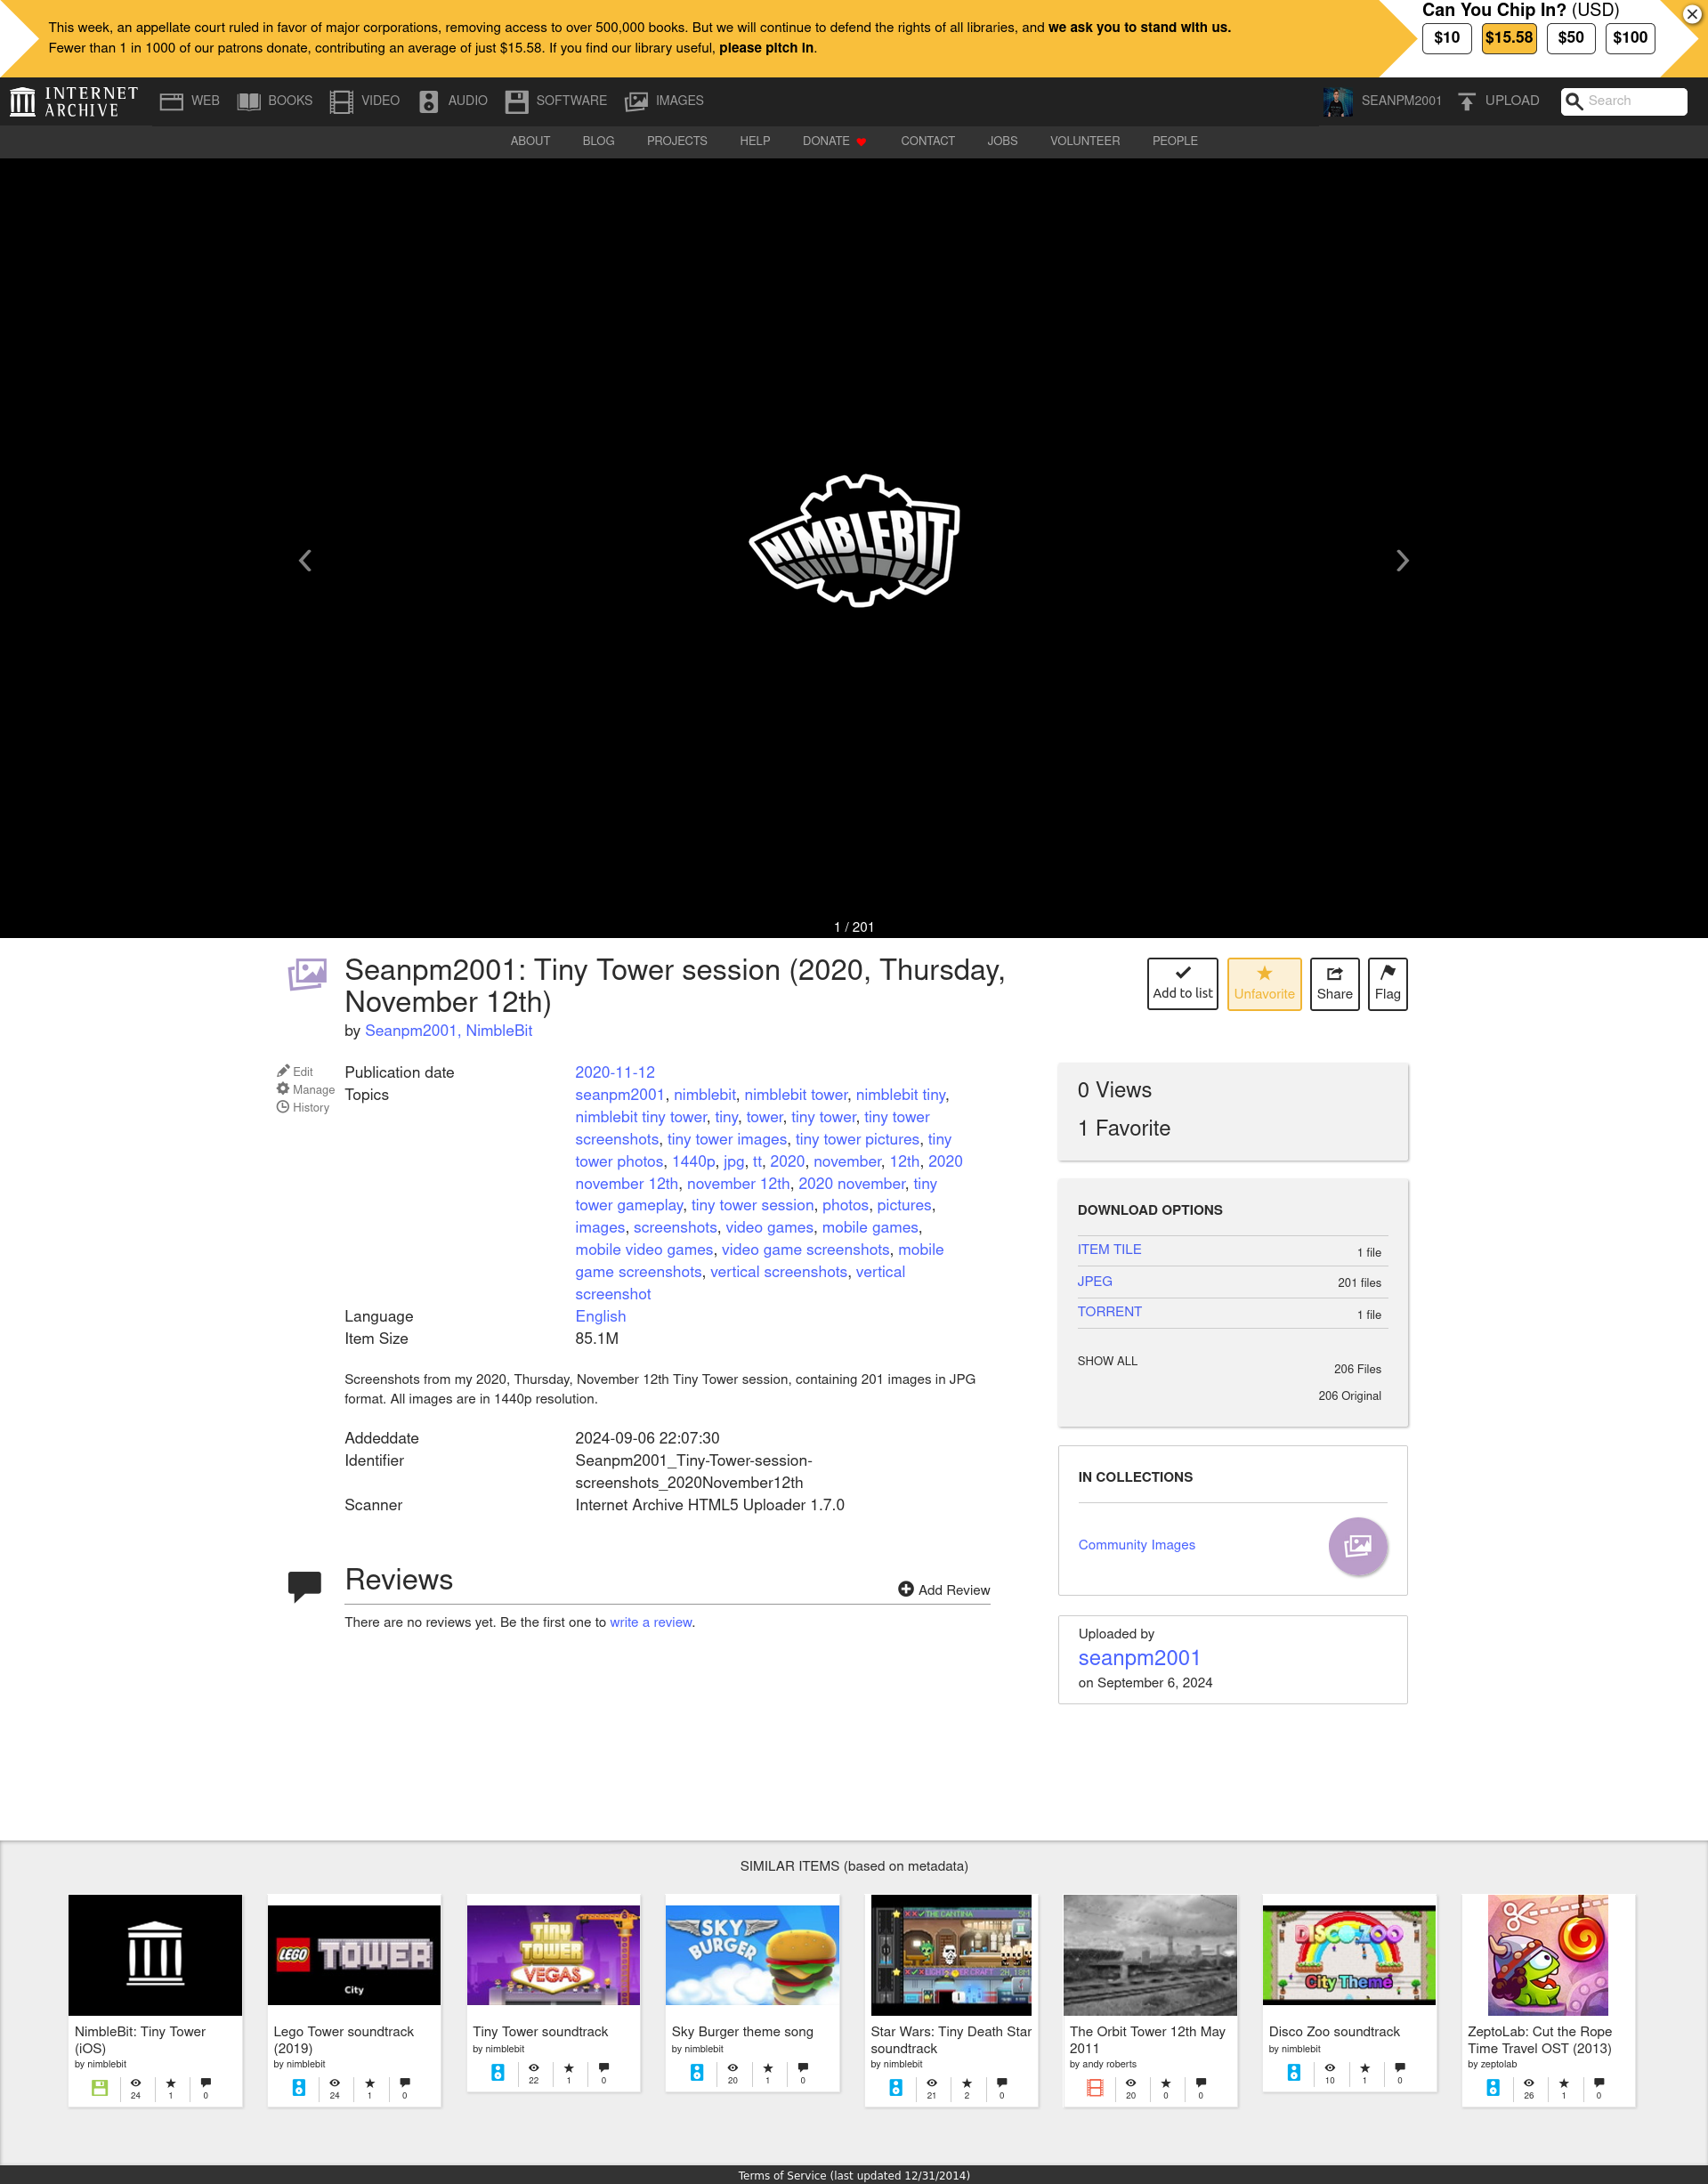 This week, an appellate court ruled in favor of major corporations, removing access to over 500,000 books. But we will continue to defend the rights of all libraries, and we ask you to stand with us.
Fewer than 1 in 1000 of our patrons donate, contributing an average of just $15.58. If you find our library useful, please pitch in.
Can You Chip In? (USD)
$10 $15.58 $50 $100
INTERNET ARCHIVE
WEB BOOKS VIDEO AUDIO SOFTWARE IMAGES SEANPM2001 UPLOAD Search
ABOUT BLOG PROJECTS HELP DONATE CONTACT JOBS VOLUNTEER PEOPLE
NIMBLEBIT
1 / 201
Seanpm2001: Tiny Tower session (2020, Thursday,
November 12th)
by Seanpm2001, NimbleBit
Add to list Unfavorite Share Flag
Edit
Manage
History
Publication date 2020-11-12
Topics seanpm2001, nimblebit, nimblebit tower, nimblebit tiny,
nimblebit tiny tower, tiny, tower, tiny tower, tiny tower
screenshots, tiny tower images, tiny tower pictures, tiny
tower photos, 1440p, jpg, tt, 2020, november, 12th, 2020
november 12th, november 12th, 2020 november, tiny
tower gameplay, tiny tower session, photos, pictures,
images, screenshots, video games, mobile games,
mobile video games, video game screenshots, mobile
game screenshots, vertical screenshots, vertical
screenshot
Language English
Item Size 85.1M
Screenshots from my 2020, Thursday, November 12th Tiny Tower session, containing 201 images in JPG
format. All images are in 1440p resolution.
Addeddate 2024-09-06 22:07:30
Identifier Seanpm2001_Tiny-Tower-session-
screenshots_2020November12th
Scanner Internet Archive HTML5 Uploader 1.7.0
Reviews
Add Review
There are no reviews yet. Be the first one to write a review.
0 Views
1 Favorite
DOWNLOAD OPTIONS
ITEM TILE 1 file
JPEG 201 files
TORRENT 1 file
SHOW ALL 206 Files
206 Original
IN COLLECTIONS
Community Images
Uploaded by
seanpm2001
on September 6, 2024
SIMILAR ITEMS (based on metadata)
LEGO TOWER
City
TINY TOWER VEGAS
SKY BURGER
THE CANTINA
DISCO ZOO
City Theme
NimbleBit: Tiny Tower
(iOS)
by nimblebit
24 1 0
Lego Tower soundtrack
(2019)
by nimblebit
24 1 0
Tiny Tower soundtrack
by nimblebit
22 1 0
Sky Burger theme song
by nimblebit
20 1 0
Star Wars: Tiny Death Star
soundtrack
by nimblebit
21 2 0
The Orbit Tower 12th May
2011
by andy roberts
20 0 0
Disco Zoo soundtrack
by nimblebit
10 1 0
ZeptoLab: Cut the Rope
Time Travel OST (2013)
by zeptolab
26 1 0
Terms of Service (last updated 12/31/2014)